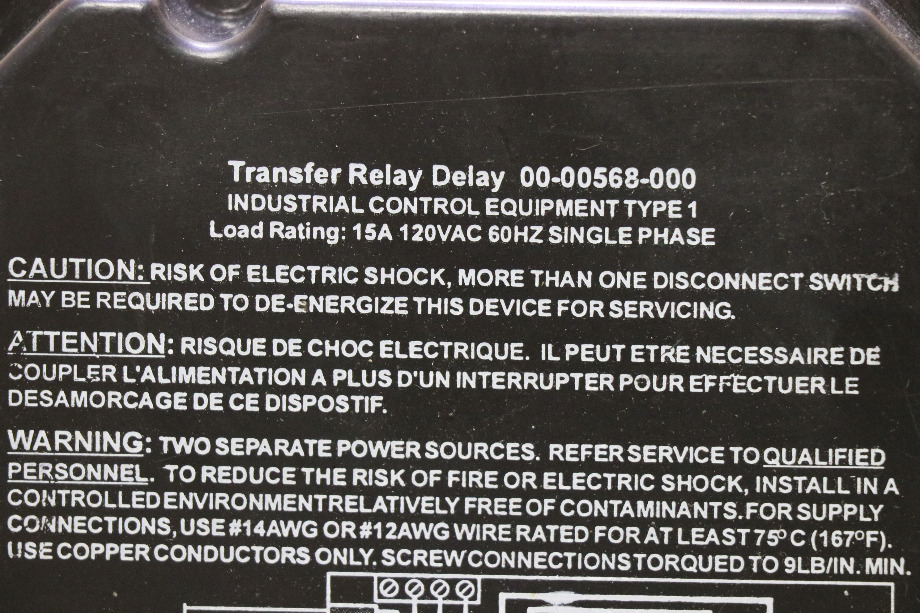 Transfer Relay Delay 00-00568-000
INDUSTRIAL CONTROL EQUIPMENT TYPE 1
Load Rating: 15A 120VAC 60HZ SINGLE PHASE
CAUTION: RISK OF ELECTRIC SHOCK, MORE THAN ONE DISCONNECT SWITCH
MAY BE REQUIRED TO DE-ENERGIZE THIS DEVICE FOR SERVICING.
ATTENTION: RISQUE DE CHOC ELECTRIQUE. IL PEUT ETRE NECESSAIRE DE
COUPLER L'ALIMENTATION A PLUS D'UN INTERRUPTER POUR EFFECTUER LE
DESAMORCAGE DE CE DISPOSTIF.
WARNING: TWO SEPARATE POWER SOURCES. REFER SERVICE TO QUALIFIED
PERSONNEL. TO REDUCE THE RISK OF FIRE OR ELECTRIC SHOCK, INSTALL IN A
CONTROLLED ENVIRONMENT RELATIVELY FREE OF CONTAMINANTS. FOR SUPPLY
CONNECTIONS, USE #14AWG OR #12AWG WIRE RATED FOR AT LEAST 75°C (167°F).
USE COPPER CONDUCTORS ONLY. SCREW CONNECTIONS TORQUED TO 9LB/IN. MIN.